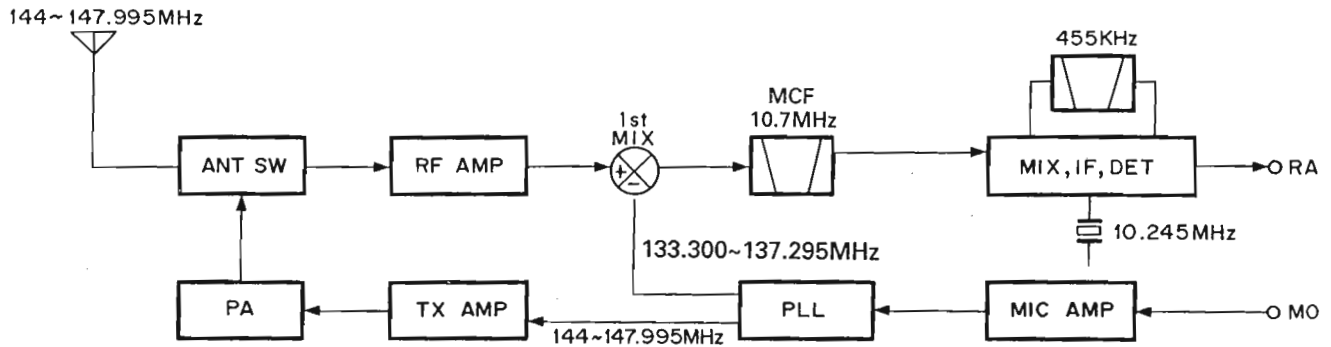 144~147.995MHz
455KHz
MCF
10.7MHz
1st
MIX
ANT SW
RF AMP
+
−
MIX, IF, DET
RA
10.245MHz
133.300~137.295MHz
PA
TX AMP
PLL
MIC AMP
MO
144~147.995MHz